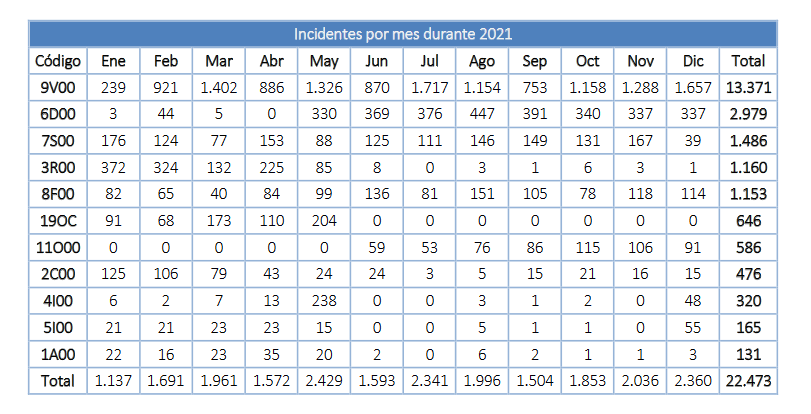 Incidentes por mes durante 2021
Código Ene Feb Mar Abr May Jun Jul Ago Sep Oct Nov Dic Total
9V00 239 921 1.402 886 1.326 870 1.717 1.154 753 1.158 1.288 1.657 13.371
6D00 3 44 5 0 330 369 376 447 391 340 337 337 2.979
7S00 176 124 77 153 88 125 111 146 149 131 167 39 1.486
3R00 372 324 132 225 85 8 0 3 1 6 3 1 1.160
8F00 82 65 40 84 99 136 81 151 105 78 118 114 1.153
19OC 91 68 173 110 204 0 0 0 0 0 0 0 646
11O00 0 0 0 0 0 59 53 76 86 115 106 91 586
2C00 125 106 79 43 24 24 3 5 15 21 16 15 476
4I00 6 2 7 13 238 0 0 3 1 2 0 48 320
5I00 21 21 23 23 15 0 0 5 1 1 0 55 165
1A00 22 16 23 35 20 2 0 6 2 1 1 3 131
Total 1.137 1.691 1.961 1.572 2.429 1.593 2.341 1.996 1.504 1.853 2.036 2.360 22.473